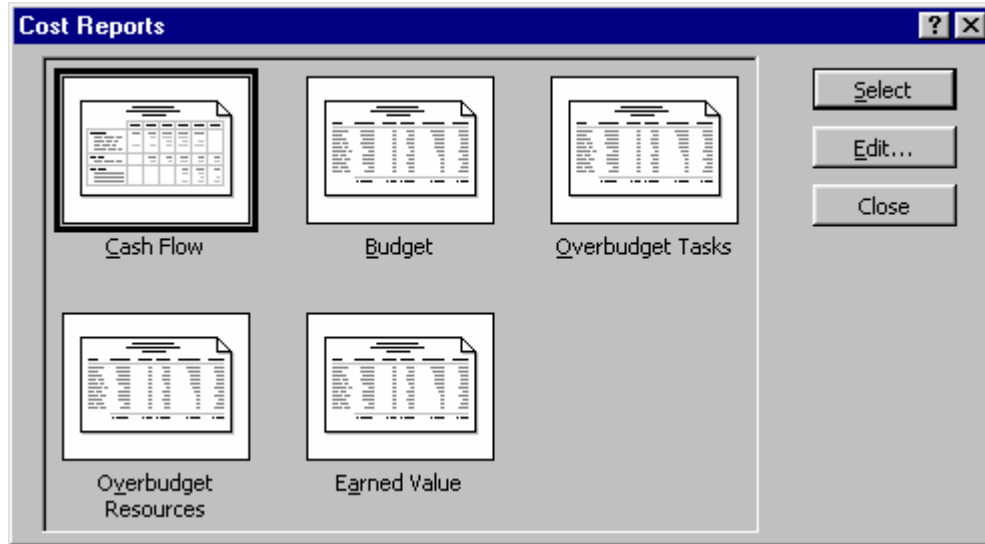 Cost Reports
Select
Edit...
Close
Cash Flow
Budget
Overbudget Tasks
Overbudget
Resources
Earned Value